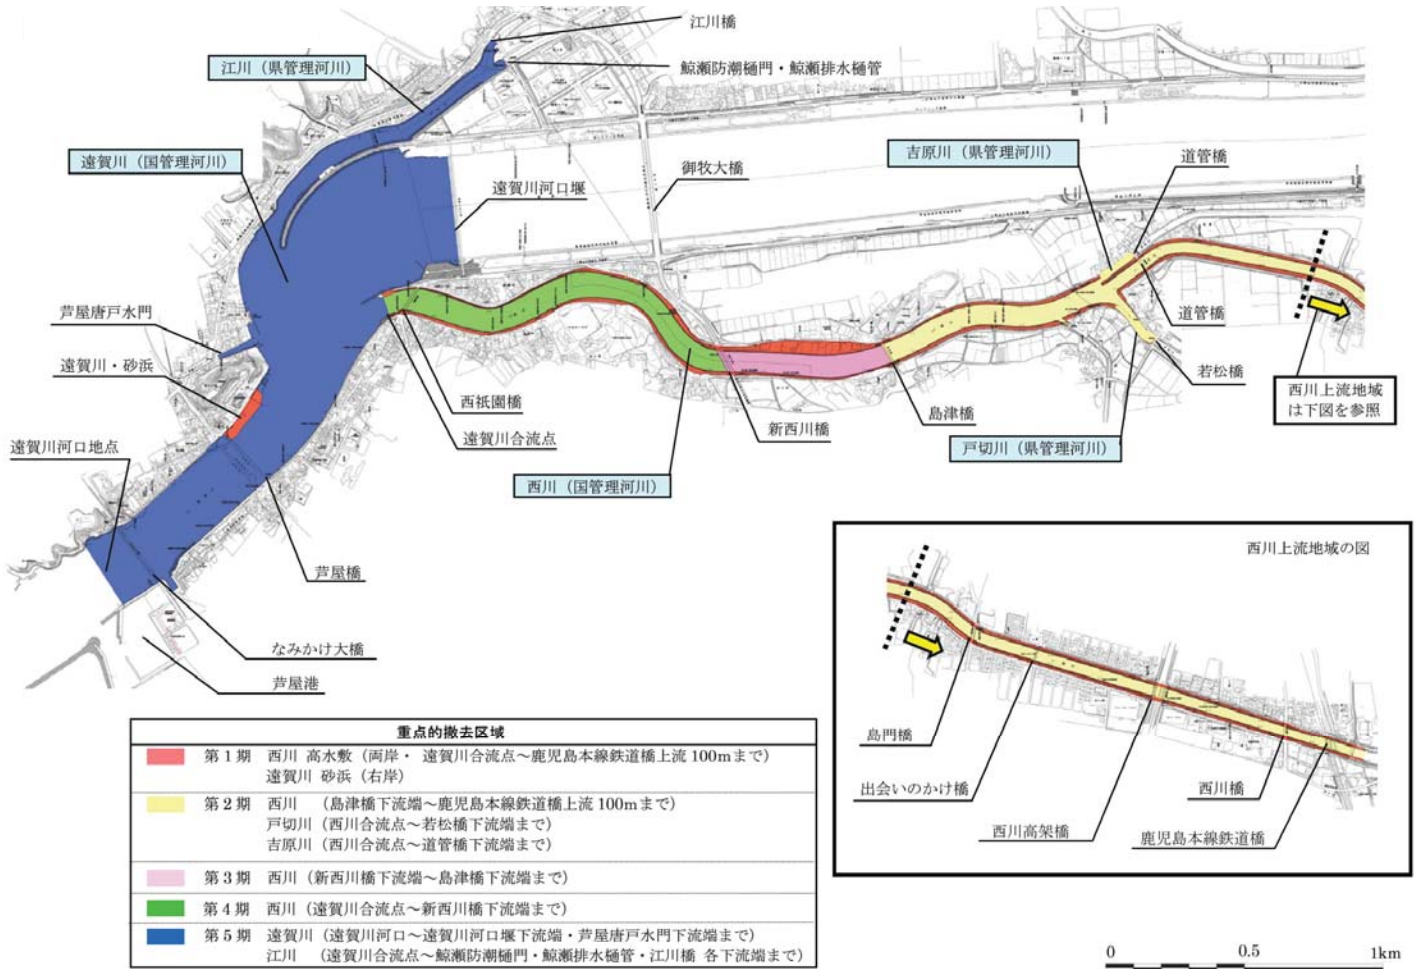 江川橋
江川（県管理河川）
鯨瀬防潮樋門・鯨瀬排水樋管
遠賀川（国管理河川）
遠賀川河口堰
御牧大橋
吉原川（県管理河川）
道管橋
芦屋唐戸水門
遠賀川・砂浜
道管橋
若松橋
西祇園橋
遠賀川合流点
新西川橋
島津橋
西川上流地域
は下図を参照
遠賀川河口地点
西川（国管理河川）
戸切川（県管理河川）
芦屋橋
なみかけ大橋
芦屋港
西川上流地域の図
島門橋
出会いのかけ橋
西川高架橋
西川橋
鹿児島本線鉄道橋
重点的撤去区域
第1期 西川 高水敷（両岸・ 遠賀川合流点～鹿児島本線鉄道橋上流100mまで）
遠賀川 砂浜（右岸）
第2期 西川 （島津橋下流端～鹿児島本線鉄道橋上流100mまで）
戸切川（西川合流点～若松橋下流端まで）
吉原川（西川合流点～道管橋下流端まで）
第3期 西川（新西川橋下流端～島津橋下流端まで）
第4期 西川（遠賀川合流点～新西川橋下流端まで）
第5期 遠賀川（遠賀川河口～遠賀川河口堰下流端・芦屋唐戸水門下流端まで）
江川 （遠賀川合流点～鯨瀬防潮樋門・鯨瀬排水樋管・江川橋 各下流端まで）
0 0.5 1km